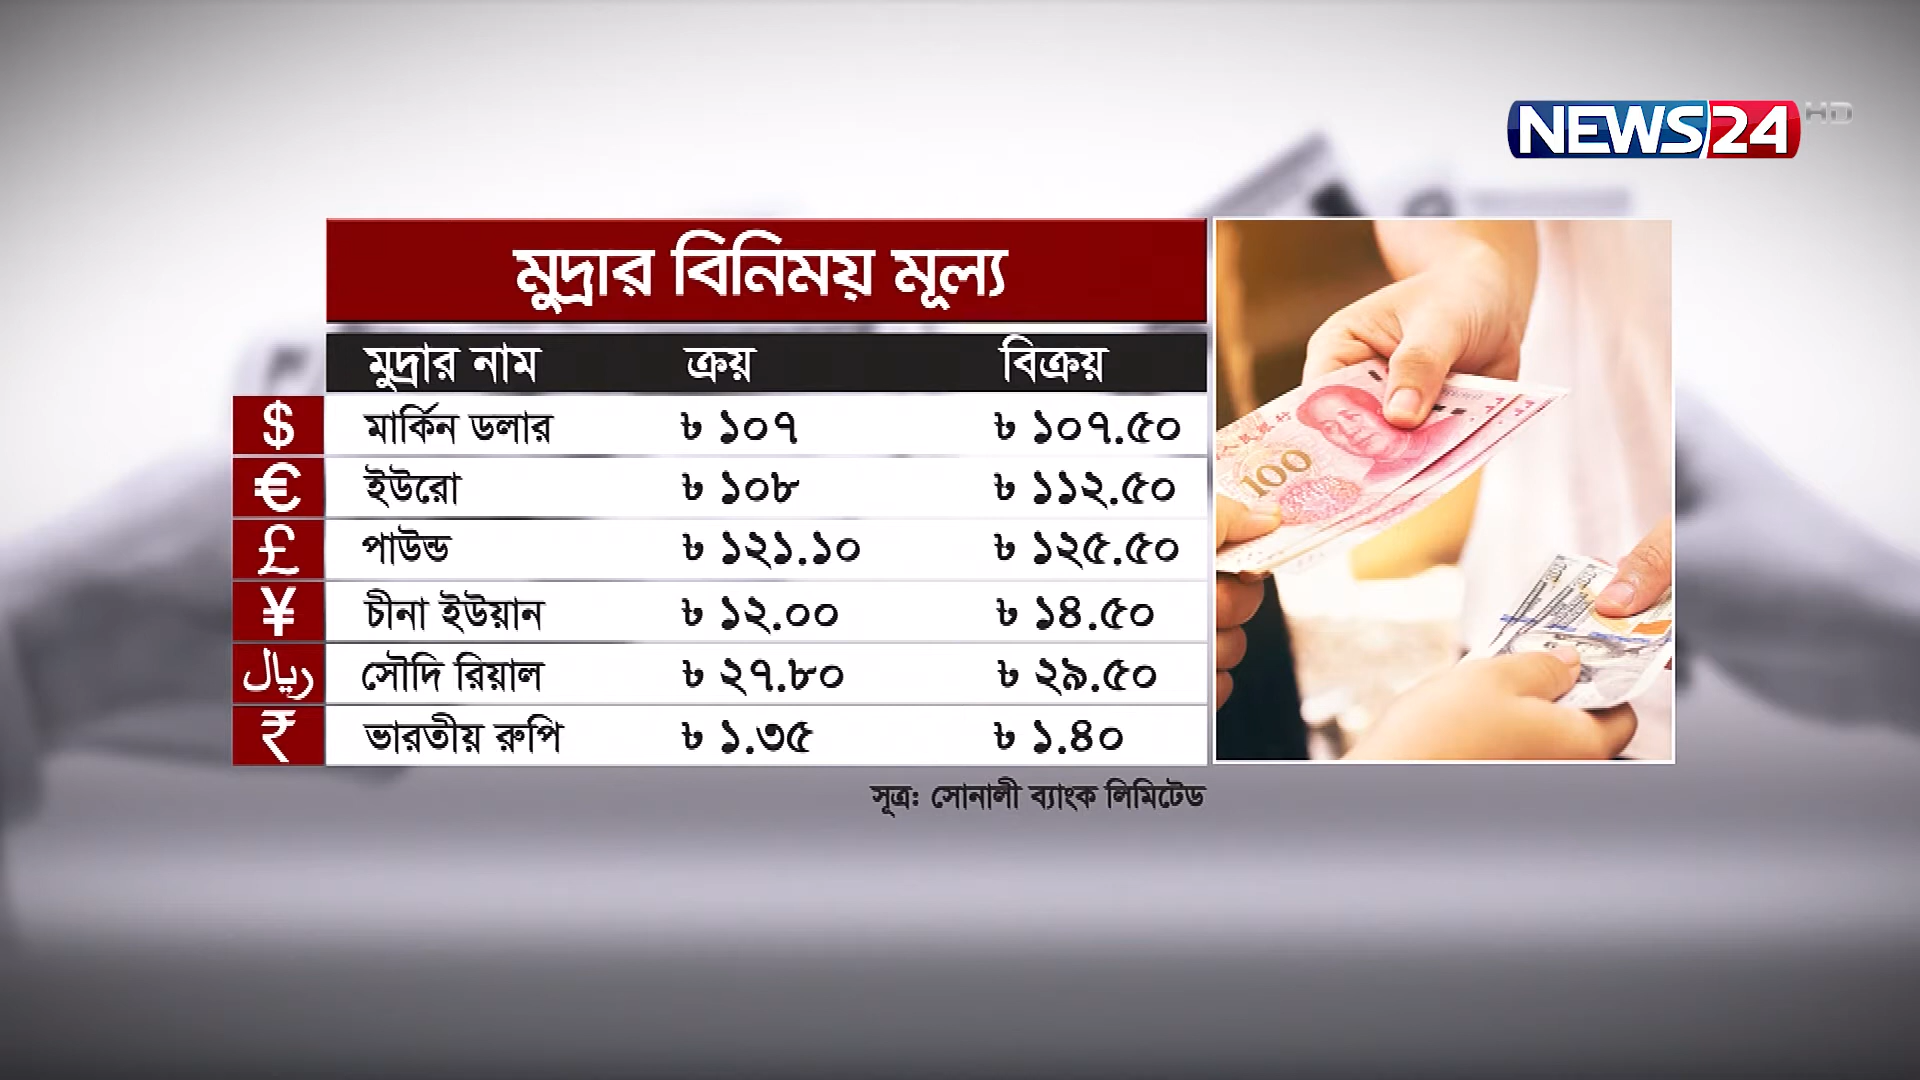 NEWS24 HD
মুদ্রার বিনিময় মূল্য
মুদ্রার নাম ক্রয় বিক্রয়
$ মার্কিন ডলার ৳ ১০৭ ৳ ১০৭.৫০
€ ইউরো ৳ ১০৮ ৳ ১১২.৫০
£ পাউন্ড ৳ ১২১.১০ ৳ ১২৫.৫০
¥ চীনা ইউয়ান ৳ ১২.০০ ৳ ১৪.৫০
ریال সৌদি রিয়াল ৳ ২৭.৮০ ৳ ২৯.৫০
₹ ভারতীয় রুপি ৳ ১.৩৫ ৳ ১.৪০
সূত্র: সোনালী ব্যাংক লিমিটেড
100